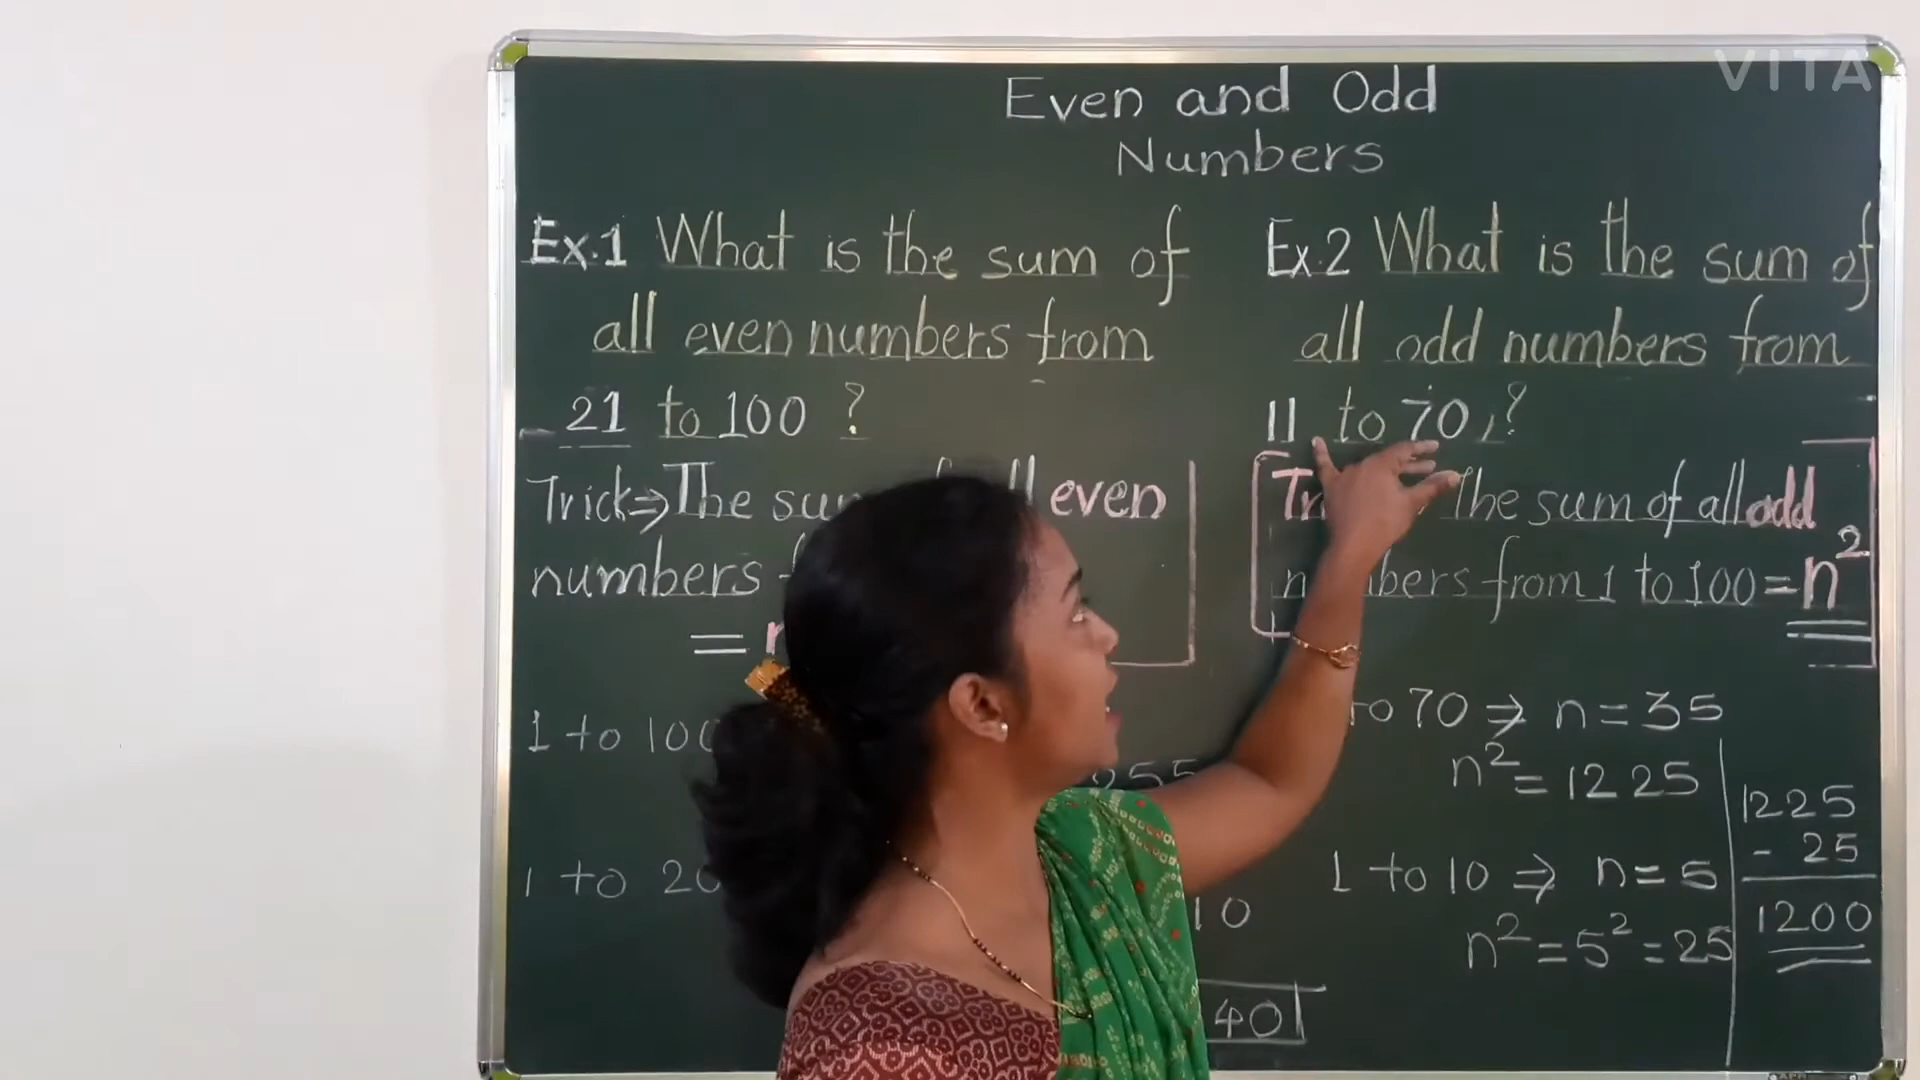 VITA
Even and Odd
Numbers
Ex.1 What is the sum of
all even numbers from
21 to 100 ?
Trick⇒The even
numbers
=
1 to 100
255
1 to 20
10
40
Ex.2 What is the sum of
all odd numbers from
11 to 70, ?
The sum of all odd
from 1 to 100 = n²
to 70 ⇒ n = 35
n² = 1225
1 to 10 ⇒ n = 5
n² = 5² = 25
1225
- 25
1200